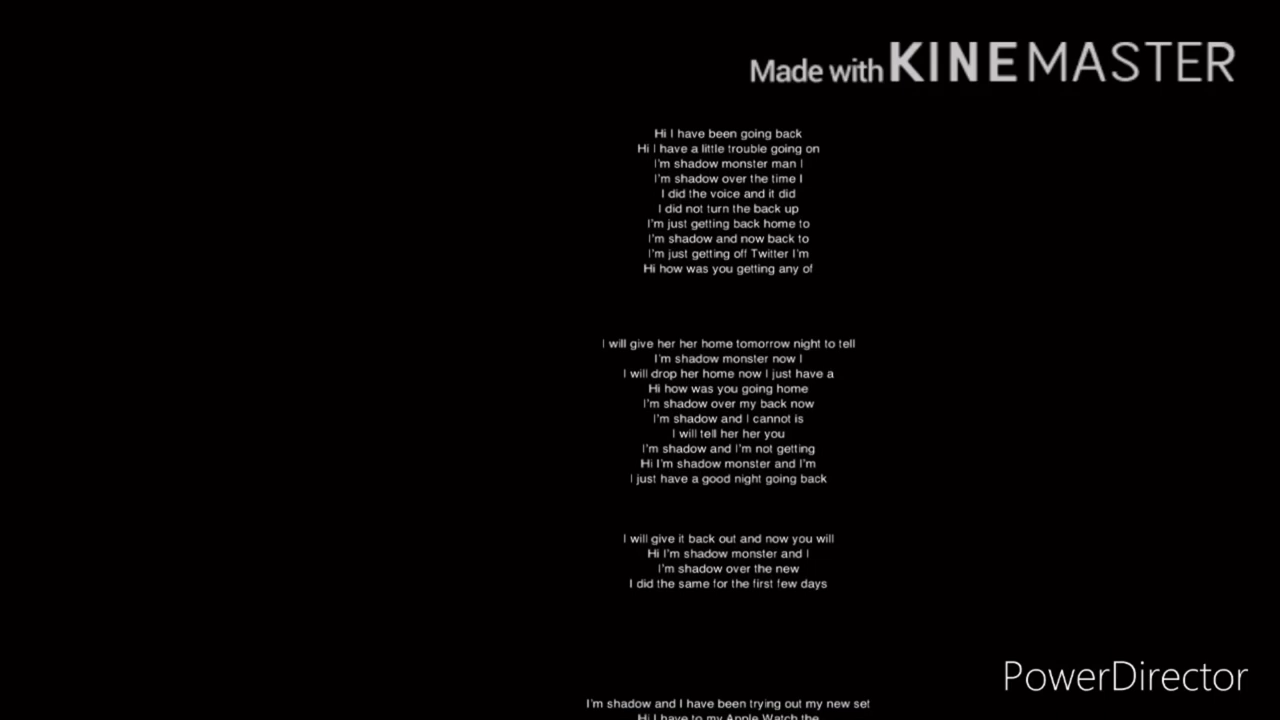 Made with KINEMASTER
Hi I have been going back
Hi I have a little trouble going on
I'm shadow monster man I
I'm shadow over the time I
I did the voice and it did
I did not turn the back up
I'm just getting back home to
I'm shadow and now back to
I'm just getting off Twitter I'm
Hi how was you getting any of
I will give her her home tomorrow night to tell
I'm shadow monster now I
I will drop her home now I just have a
Hi how was you going home
I'm shadow over my back now
I'm shadow and I cannot is
I will tell her her you
I'm shadow and I'm not getting
Hi I'm shadow monster and I'm
I just have a good night going back
I will give it back out and now you will
Hi I'm shadow monster and I
I'm shadow over the new
I did the same for the first few days
PowerDirector
I'm shadow and I have been trying out my new set
Hi I have to my Apple Watch the